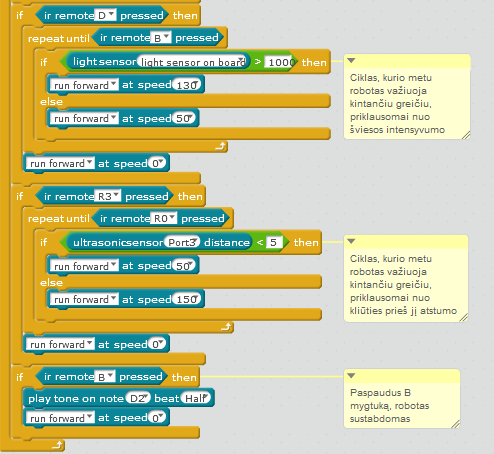 if ir remote D pressed then
repeat until ir remote B pressed
if light sensor light sensor on board > 1000 then
run forward at speed 130
else
run forward at speed 50
run forward at speed 0
if ir remote R3 pressed then
repeat until ir remote R0 pressed
if ultrasonic sensor Port3 distance < 5 then
run forward at speed 50
else
run forward at speed 150
run forward at speed 0
if ir remote B pressed then
play tone on note D2 beat Half
run forward at speed 0
Ciklas, kurio metu
robotas važiuoja
kintančiu greičiu,
priklausomai nuo
šviesos intensyvumo
Ciklas, kurio metu
robotas važiuoja
kintančiu greičiu,
priklausomai nuo
kliūties prieš jį atstumo
Paspaudus B
mygtuką, robotas
sustabdomas